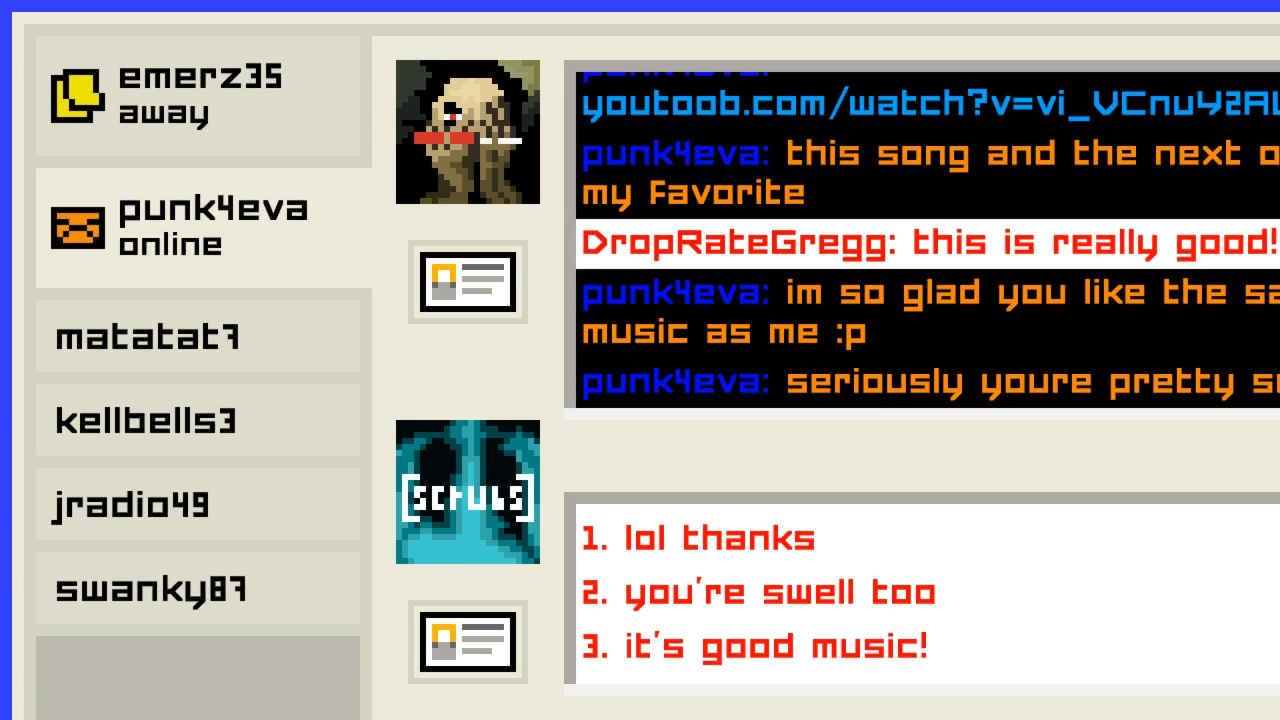 emerz35
away
punk4eva
online
matatat7
kellbells3
jradio49
swanky87
[scrubs]
youtoob.com/watch?v=vi_VCnu42AL
punk4eva: this song and the next
my favorite
DropRateGregg: this is really good!
punk4eva: im so glad you like the
music as me :p
punk4eva: seriously youre pretty
1. lol thanks
2. you're swell too
3. it's good music!